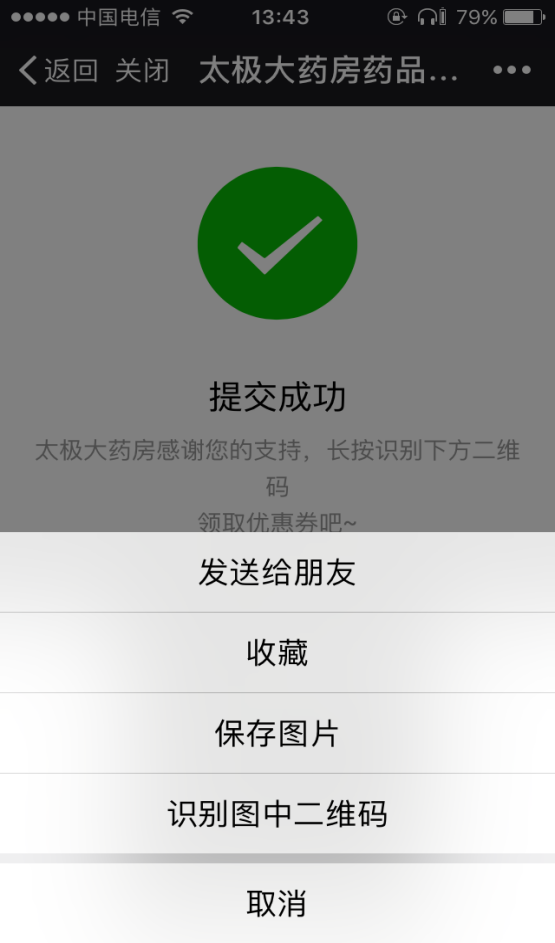 中国电信 13:43 79%
返回 关闭 太极大药房药品...
提交成功
太极大药房感谢您的支持，长按识别下方二维
码
领取优惠券吧~
发送给朋友
收藏
保存图片
识别图中二维码
取消